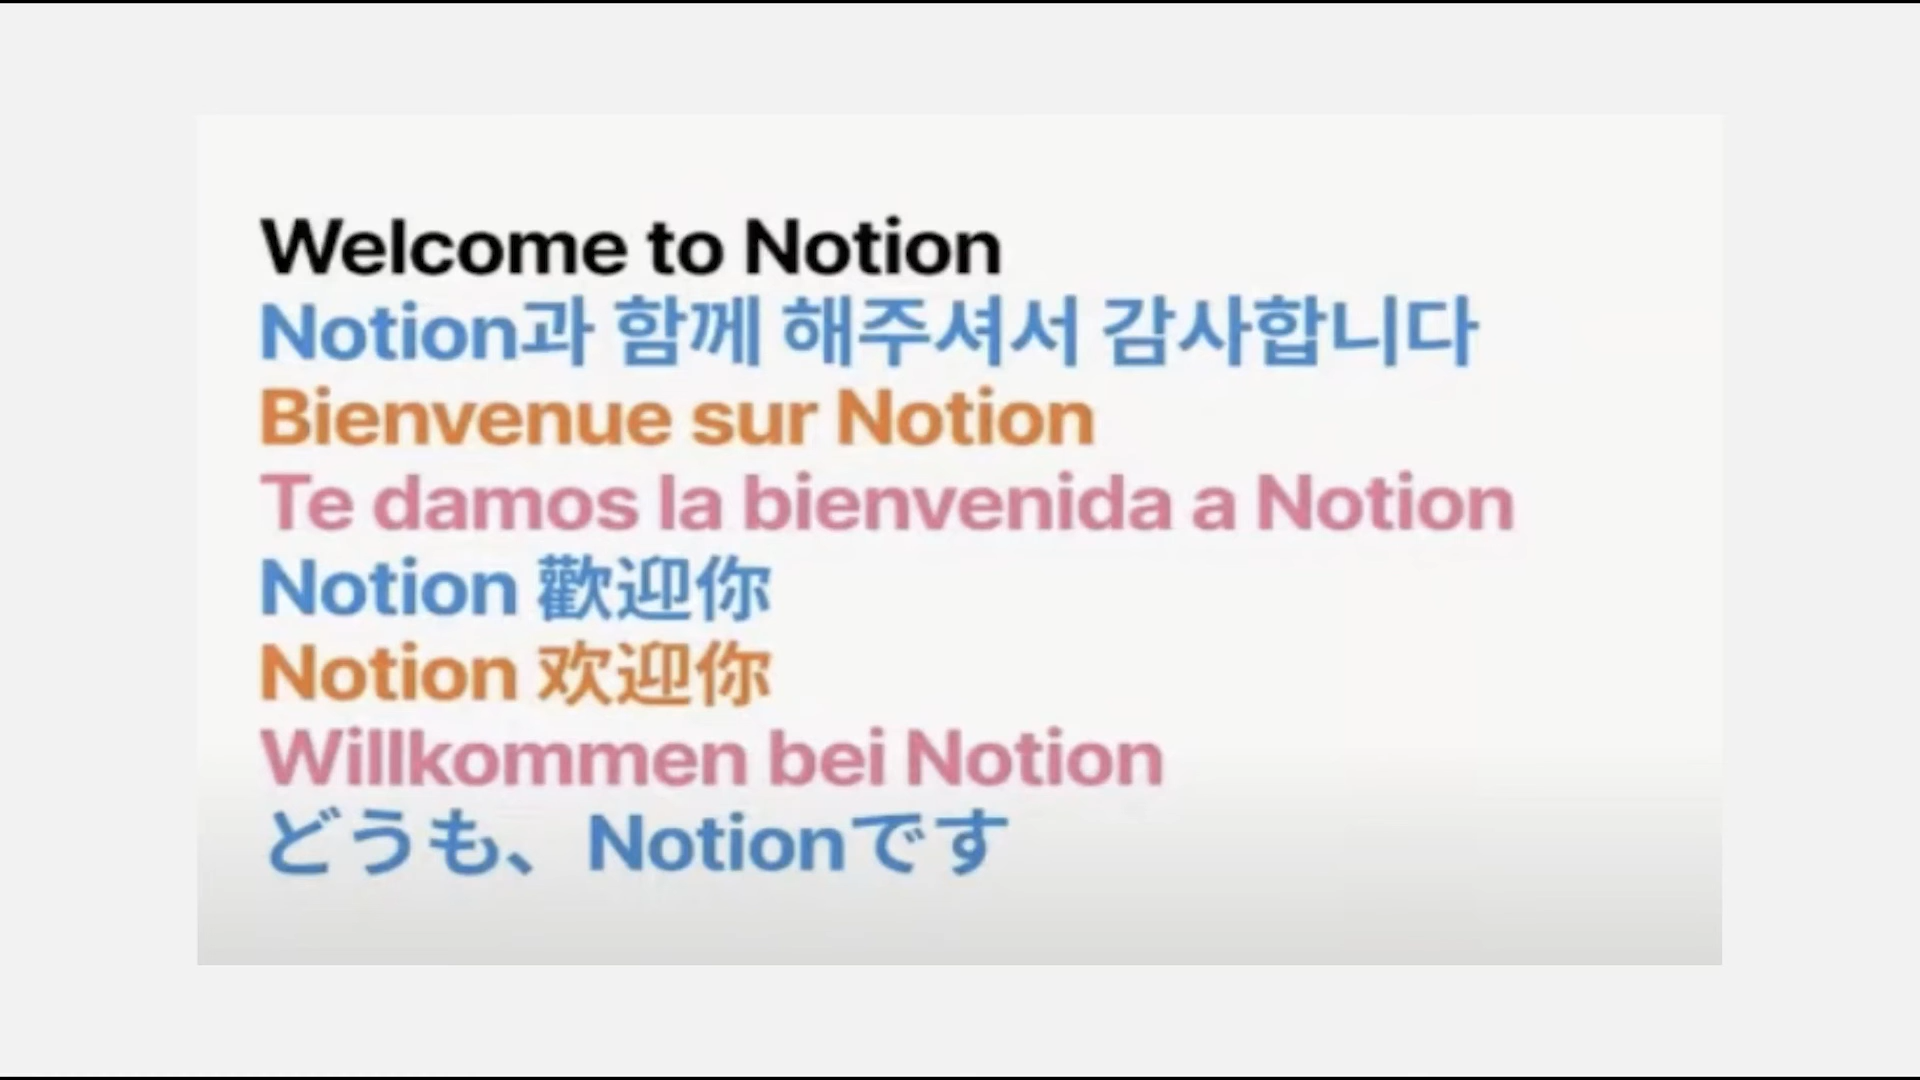 Welcome to Notion
Notion과 함께 해주셔서 감사합니다
Bienvenue sur Notion
Te damos la bienvenida a Notion
Notion 歡迎你
Notion 欢迎你
Willkommen bei Notion
どうも、Notionです